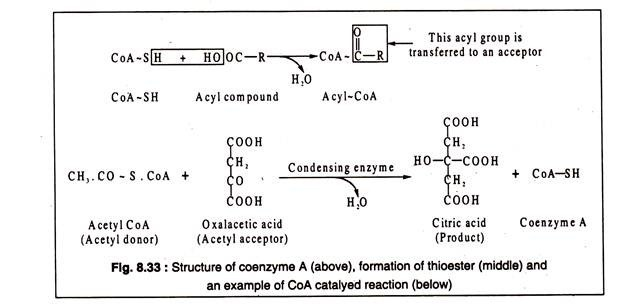 CoA~S H + HO OC—R → CoA~ C—R
O
This acyl group is
transferred to an acceptor
H₂O
CoA~SH Acyl compound Acyl~CoA
CH₃.CO ~ S.CoA +
COOH
CH₂
CO
COOH
Condensing enzyme
H₂O
COOH
CH₂
HO—C—COOH
CH₂
COOH
+ CoA—SH
Acetyl CoA Oxalacetic acid Citric acid Coenzyme A
(Acetyl donor) (Acetyl acceptor) (Product)
Fig. 8.33 : Structure of coenzyme A (above), formation of thioester (middle) and
an example of CoA catalyed reaction (below)